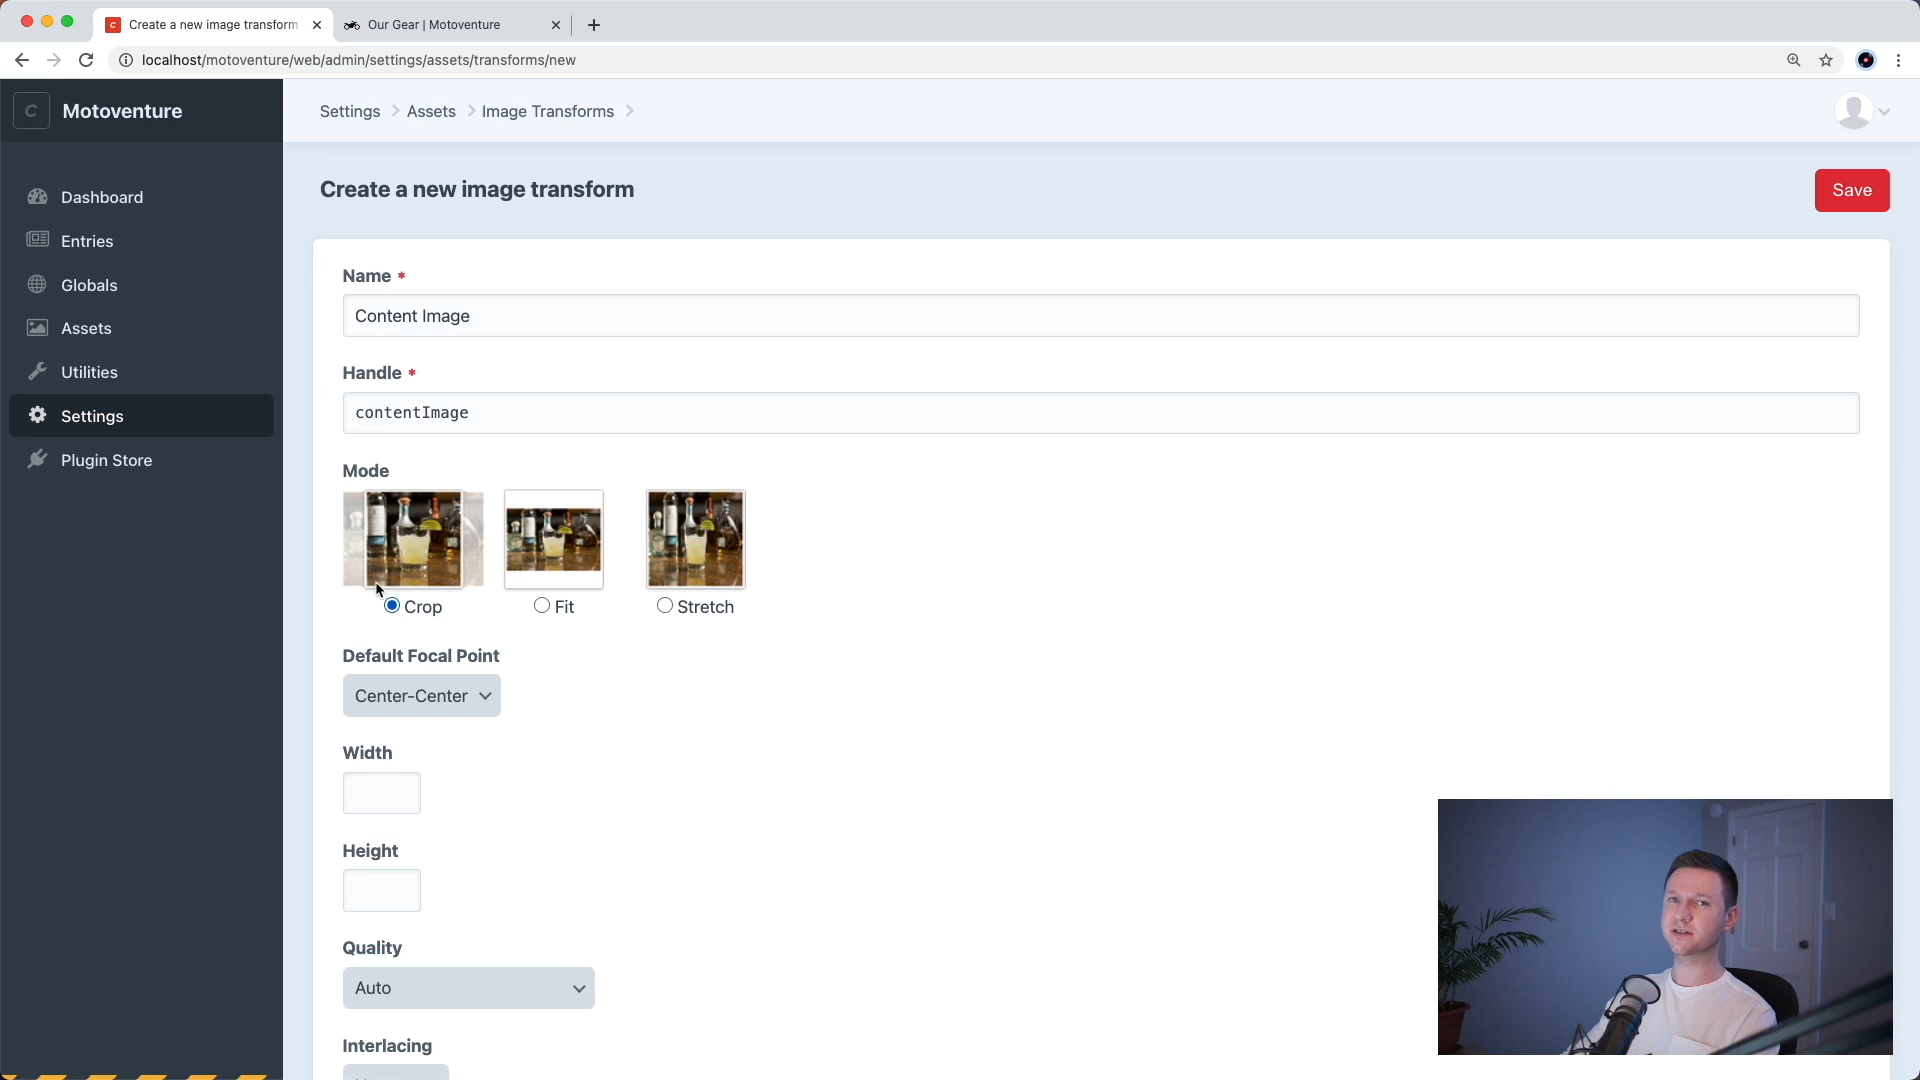 Create a new image transform
Our Gear | Motoventure
localhost/motoventure/web/admin/settings/assets/transforms/new
C
Motoventure
Settings
Assets
Image Transforms
Dashboard
Entries
Globals
Assets
Utilities
Settings
Plugin Store
Create a new image transform
Save
Name *
Content Image
Handle *
contentImage
Mode
Crop
Fit
Stretch
Default Focal Point
Center-Center
Width
Height
Quality
Auto
Interlacing